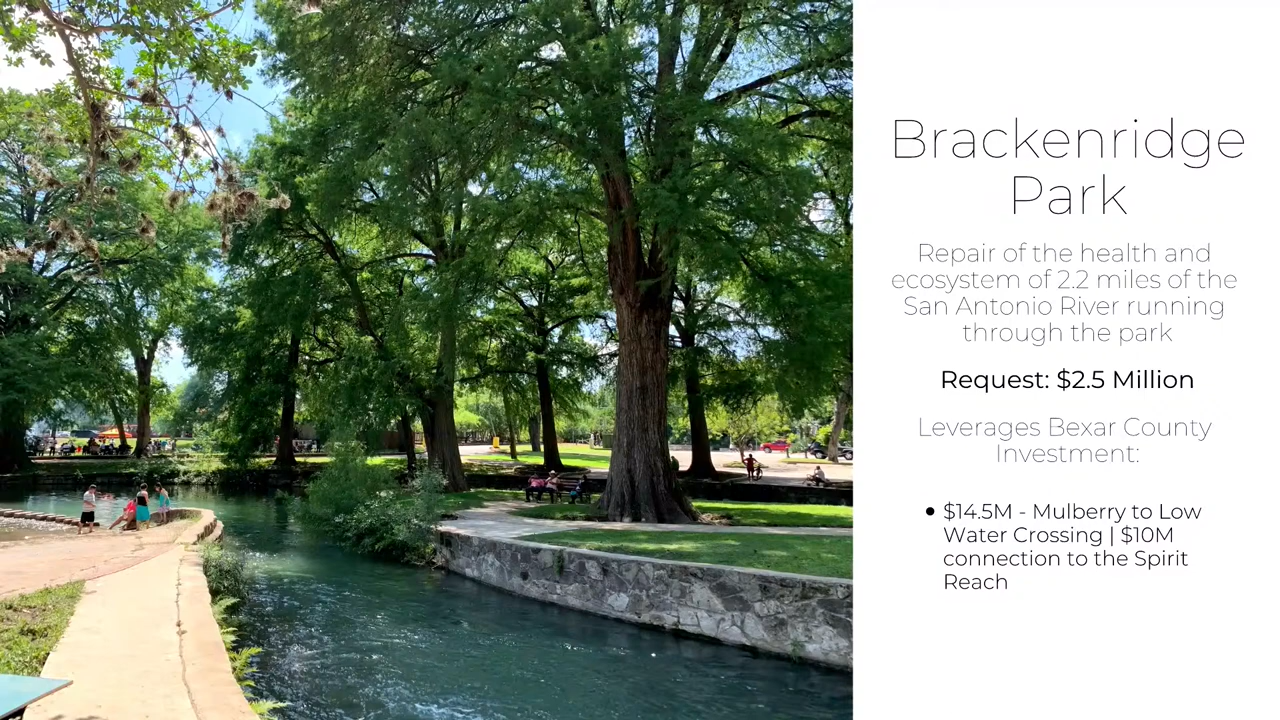 Brackenridge
Park
Repair of the health and
ecosystem of 2.2 miles of the
San Antonio River running
through the park
Request: $2.5 Million
Leverages Bexar County
Investment:
• $14.5M - Mulberry to Low
Water Crossing | $10M
connection to the Spirit
Reach